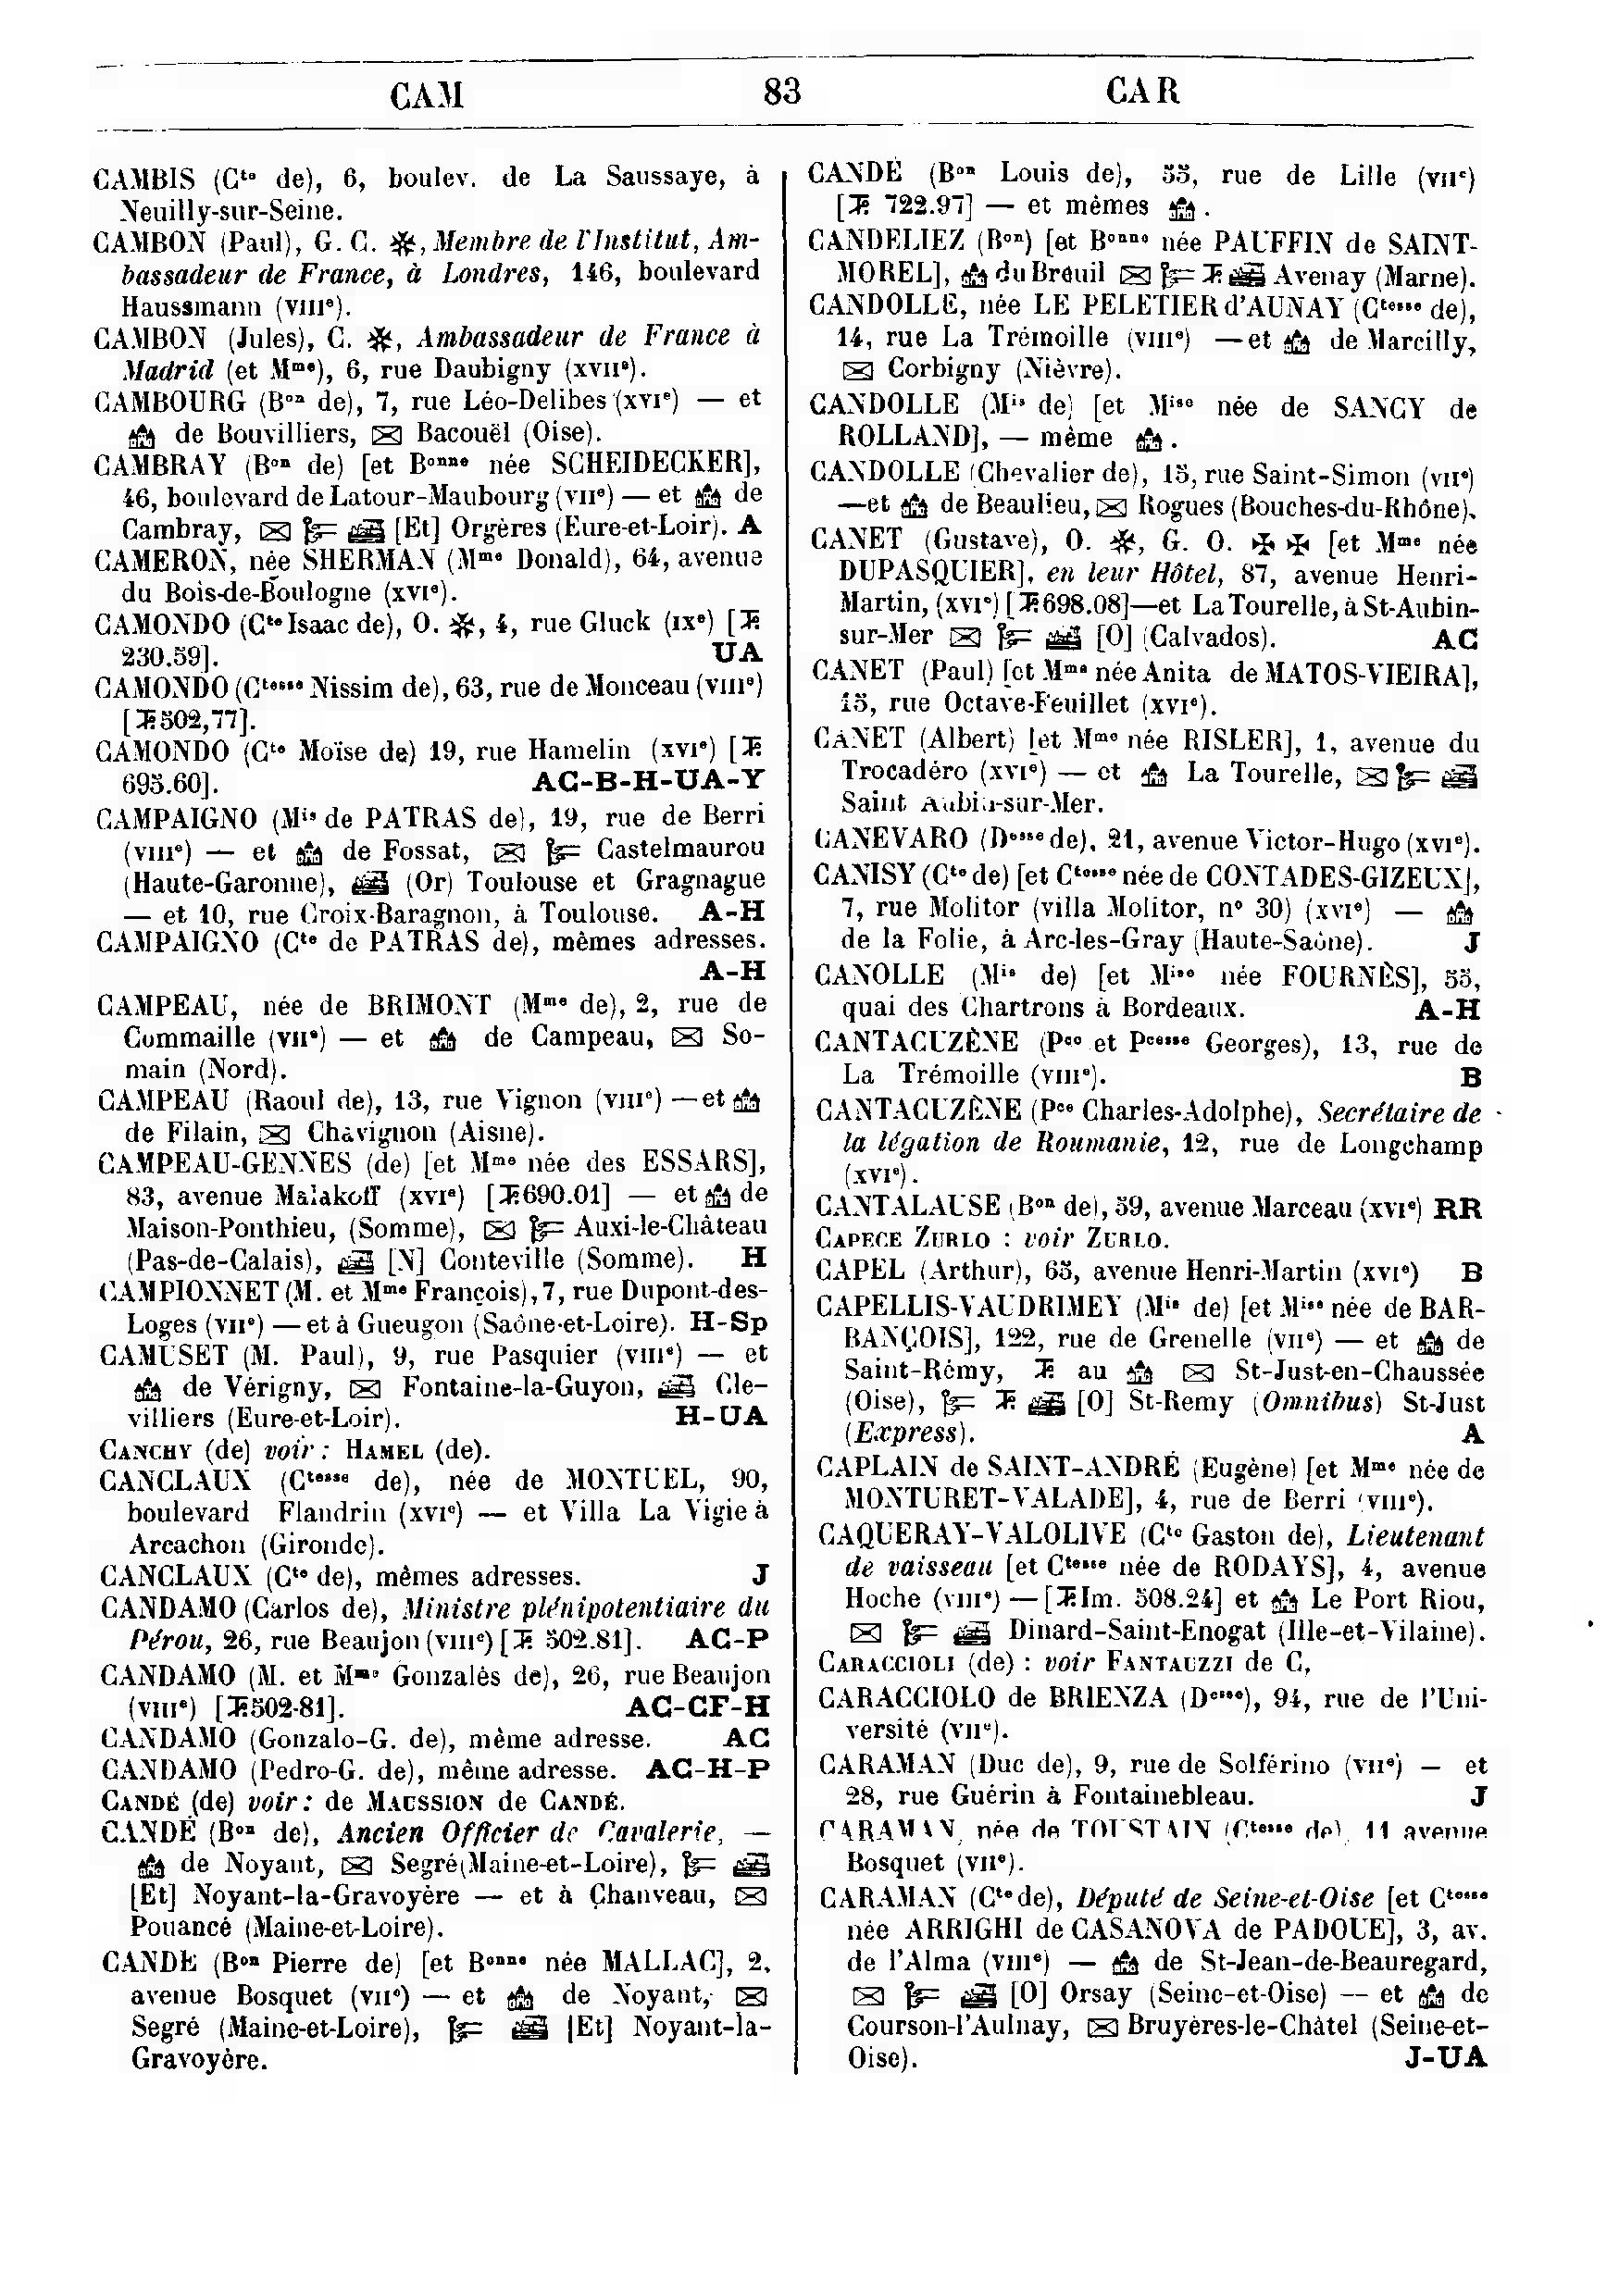 CAM 83 CAR
CAMBIS (Cte de), 6, boulev. de La Saussaye, à
Neuilly-sur-Seine.
CAMBON (Paul), G. C. ✻, Membre de l'Institut, Am-
bassadeur de France, à Londres, 146, boulevard
Haussmann (VIIIe).
CAMBON (Jules), C. ✻, Ambassadeur de France à
Madrid (et Mme), 6, rue Daubigny (XVIIe).
CAMBOURG (Bon de), 7, rue Léo-Delibes (XVIe) — et
de Bouvilliers, Bacouël (Oise).
CAMBRAY (Bon de) [et Bonne née SCHEIDECKER],
46, boulevard de Latour-Maubourg (VIIe) — et de
Cambray, [Et] Orgères (Eure-et-Loir). A
CAMERON, née SHERMAN (Mme Donald), 64, avenue
du Bois-de-Boulogne (XVIe).
CAMONDO (Cte Isaac de), O. ✻, 4, rue Gluck (IXe) [
230.59]. UA
CAMONDO (Ctesse Nissim de), 63, rue de Monceau (VIIIe)
[502,77].
CAMONDO (Cte Moïse de) 19, rue Hamelin (XVIe) [
695.60]. AC-B-H-UA-Y
CAMPAIGNO (Mis de PATRAS de), 19, rue de Berri
(VIIIe) — et de Fossat, Castelmaurou
(Haute-Garonne), (Or) Toulouse et Gragnague
— et 10, rue Croix-Baragnon, à Toulouse. A-H
CAMPAIGNO (Cte de PATRAS de), mêmes adresses.
A-H
CAMPEAU, née de BRIMONT (Mme de), 2, rue de
Commaille (VIIe) — et de Campeau, So-
main (Nord).
CAMPEAU (Raoul de), 13, rue Vignon (VIIIe) — et
de Filain, Chavignon (Aisne).
CAMPEAU-GENNES (de) [et Mme née des ESSARS],
83, avenue Malakoff (XVIe) [690.01] — et de
Maison-Ponthieu, (Somme), Auxi-le-Château
(Pas-de-Calais), [N] Conteville (Somme). H
CAMPIONNET (M. et Mme François), 7, rue Dupont-des-
Loges (VIIe) — et à Gueugon (Saône-et-Loire). H-Sp
CAMUSET (M. Paul), 9, rue Pasquier (VIIIe) — et
de Vérigny, Fontaine-la-Guyon, Cle-
villiers (Eure-et-Loir). H-UA
CANCHY (de) voir : HAMEL (de).
CANCLAUX (Ctesse de), née de MONTUEL, 90,
boulevard Flandrin (XVIe) — et Villa La Vigie à
Arcachon (Gironde).
CANCLAUX (Cte de), mêmes adresses. J
CANDAMO (Carlos de), Ministre plénipotentiaire du
Pérou, 26, rue Beaujon (VIIIe) [502.81]. AC-P
CANDAMO (M. et Mme Gonzalès de), 26, rue Beaujon
(VIIIe) [502-81]. AC-CF-H
CANDAMO (Gonzalo-G. de), même adresse. AC
CANDAMO (Pedro-G. de), même adresse. AC-H-P
CANDÉ (de) voir : de MAUSSION de CANDÉ.
CANDÉ (Bon de), Ancien Officier de Cavalerie, —
de Noyant, Segré (Maine-et-Loire),
[Et] Noyant-la-Gravoyère — et à Chanveau,
Pouancé (Maine-et-Loire).
CANDÉ (Bon Pierre de) [et Bonne née MALLAC], 2,
avenue Bosquet (VIIe) — et de Noyant,
Segré (Maine-et-Loire), [Et] Noyant-la-
Gravoyère.
CANDÉ (Bon Louis de), 55, rue de Lille (VIIe)
[722.97] — et mêmes .
CANDELIEZ (Bon) [et Bonne née PAUFFIN de SAINT-
MOREL], du Breuil Avenay (Marne).
CANDOLLE, née LE PELETIER d'AUNAY (Ctesse de),
14, rue La Trémoille (VIIIe) — et de Marcilly,
Corbigny (Nièvre).
CANDOLLE (Mis de) [et Mise née de SANCY de
ROLLAND], — même .
CANDOLLE (Chevalier de), 15, rue Saint-Simon (VIIe)
— et de Beaulieu, Rogues (Bouches-du-Rhône).
CANET (Gustave), O. ✻, G. O. ✠ ✠ [et Mme née
DUPASQUIER], en leur Hôtel, 87, avenue Henri-
Martin, (XVIe) [698.08] — et La Tourelle, à St-Aubin-
sur-Mer [O] (Calvados). AC
CANET (Paul) [et Mme née Anita de MATOS-VIEIRA],
15, rue Octave-Feuillet (XVIe).
CANET (Albert) [et Mme née RISLER], 1, avenue du
Trocadéro (XVIe) — et La Tourelle,
Saint Aubin-sur-Mer.
CANEVARO (Desse de), 21, avenue Victor-Hugo (XVIe).
CANISY (Cte de) [et Ctesse née de CONTADES-GIZEUX],
7, rue Molitor (villa Molitor, n° 30) (XVIe) —
de la Folie, à Arc-les-Gray (Haute-Saône). J
CANOLLE (Mis de) [et Mise née FOURNÈS], 55,
quai des Chartrons à Bordeaux. A-H
CANTACUZÈNE (Pce et Pcesse Georges), 13, rue de
La Trémoille (VIIIe). B
CANTACUZÈNE (Pce Charles-Adolphe), Secrétaire de
la légation de Roumanie, 12, rue de Longchamp
(XVIe).
CANTALAUSE (Bon de), 59, avenue Marceau (XVIe) RR
CAPECE ZURLO : voir ZURLO.
CAPEL (Arthur), 65, avenue Henri-Martin (XVIe) B
CAPELLIS-VAUDRIMEY (Mis de) [et Mise née de BAR-
BANÇOIS], 122, rue de Grenelle (VIIe) — et de
Saint-Rémy, au St-Just-en-Chaussée
(Oise), [O] St-Remy (Omnibus) St-Just
(Express). A
CAPLAIN de SAINT-ANDRÉ (Eugène) [et Mme née de
MONTURET-VALADE], 4, rue de Berri (VIIIe).
CAQUERAY-VALOLIVE (Cte Gaston de), Lieutenant
de vaisseau [et Ctesse née de RODAYS], 4, avenue
Hoche (VIIIe) — [Im. 508.24] et Le Port Riou,
Dinard-Saint-Enogat (Ille-et-Vilaine).
CARACCIOLI (de) : voir FANTAUZZI de C,
CARACCIOLO de BRIENZA (Desse), 94, rue de l'Uni-
versité (VIIe).
CARAMAN (Duc de), 9, rue de Solférino (VIIe) — et
28, rue Guérin à Fontainebleau. J
CARAMAN, née de TOUSTAIN (Ctesse de), 11 avenue
Bosquet (VIIe).
CARAMAN (Cte de), Député de Seine-et-Oise [et Ctesse
née ARRIGHI de CASANOVA de PADOUE], 3, av.
de l'Alma (VIIIe) — de St-Jean-de-Beauregard,
[O] Orsay (Seine-et-Oise) — et de
Courson-l'Aulnay, Bruyères-le-Châtel (Seine-et-
Oise). J-UA